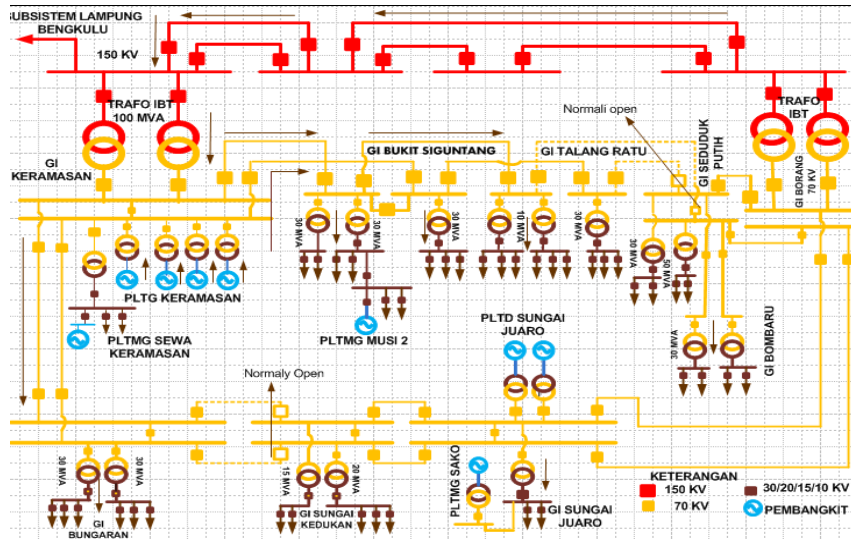 SUBSISTEM LAMPUNG
BENGKULU
150 KV
TRAFO IBT
100 MVA
GI
KERAMASAN
GI BUKIT SIGUNTANG
GI TALANG RATU
Normali open
GI SEDUDUK
PUTIH
TRAFO
IBT
GI BORANG
70 KV
30 MVA
30 MVA
30 MVA
10 MVA
30 MVA
30 MVA
50 MVA
PLTG KERAMASAN
PLTMG SEWA
KERAMASAN
PLTMG MUSI 2
PLTD SUNGAI
JUARO
30 MVA
GI BOMBARU
Normaly Open
30 MVA
30 MVA
GI
BUNGARAN
15 MVA
20 MVA
GI SUNGAI
KEDUKAN
PLTMG SAKO
GI SUNGAI
JUARO
KETERANGAN
150 KV
70 KV
30/20/15/10 KV
PEMBANGKIT